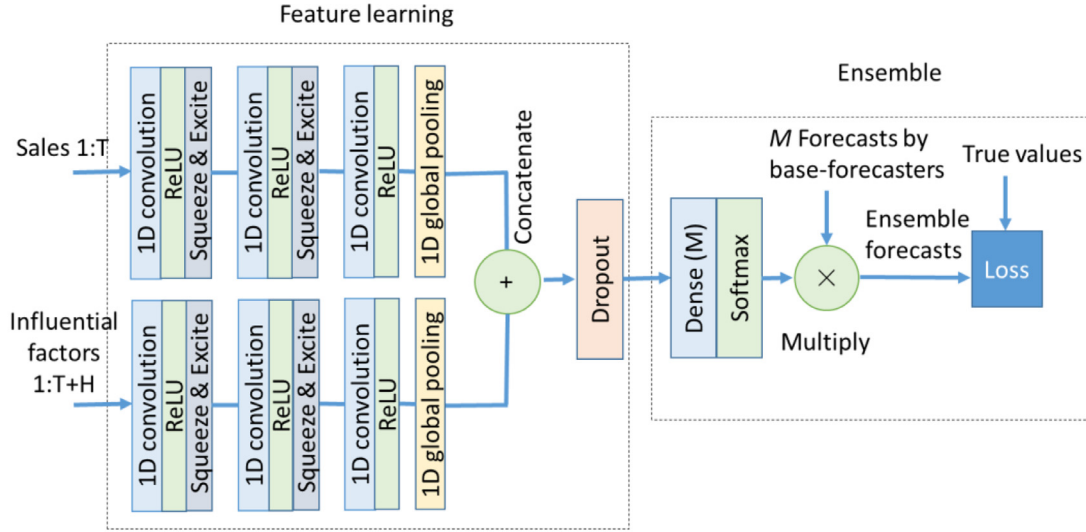 Feature learning
Sales 1:T
1D convolution
ReLU
Squeeze & Excite
1D convolution
ReLU
Squeeze & Excite
1D convolution
ReLU
1D global pooling
Concatenate
Influential
factors
1:T+H
1D convolution
ReLU
Squeeze & Excite
1D convolution
ReLU
Squeeze & Excite
1D convolution
ReLU
1D global pooling
+
Dropout
Ensemble
M Forecasts by
base-forecasters
True values
Dense (M)
Softmax
×
Multiply
Ensemble
forecasts
Loss